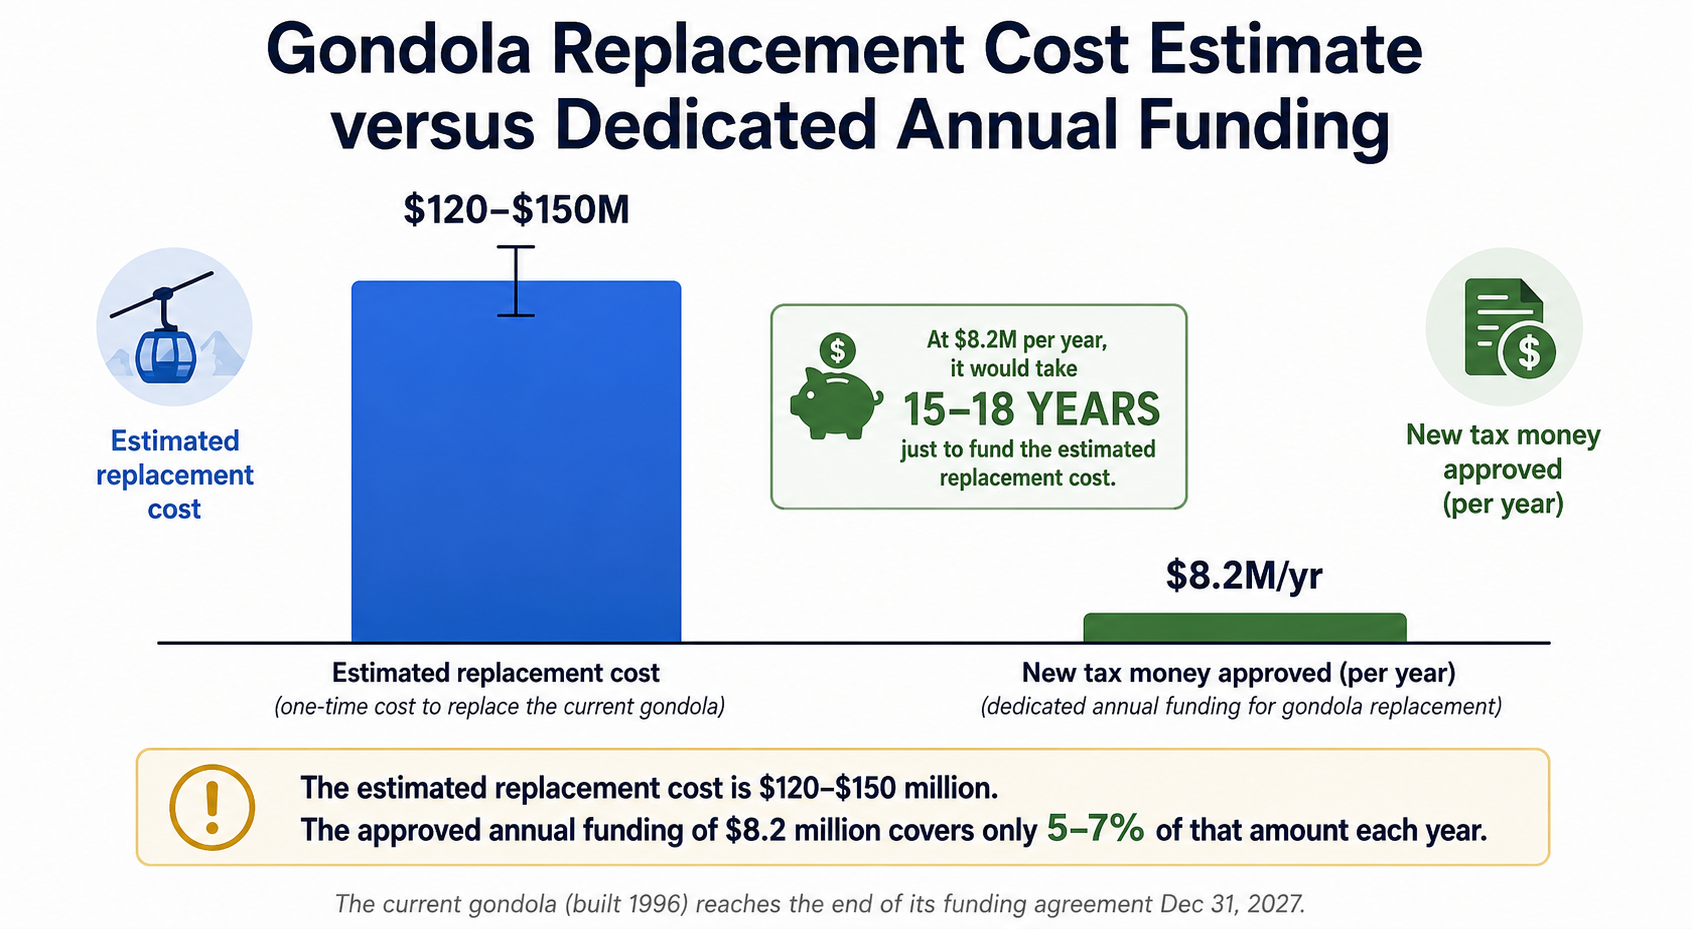 Gondola Replacement Cost Estimate
versus Dedicated Annual Funding
$120–$150M
Estimated
replacement
cost
$
At $8.2M per year,
it would take
15–18 YEARS
just to fund the estimated
replacement cost.
$
New tax money
approved
(per year)
$8.2M/yr
Estimated replacement cost
(one-time cost to replace the current gondola)
New tax money approved (per year)
(dedicated annual funding for gondola replacement)
The estimated replacement cost is $120–$150 million.
The approved annual funding of $8.2 million covers only 5–7% of that amount each year.
The current gondola (built 1996) reaches the end of its funding agreement Dec 31, 2027.